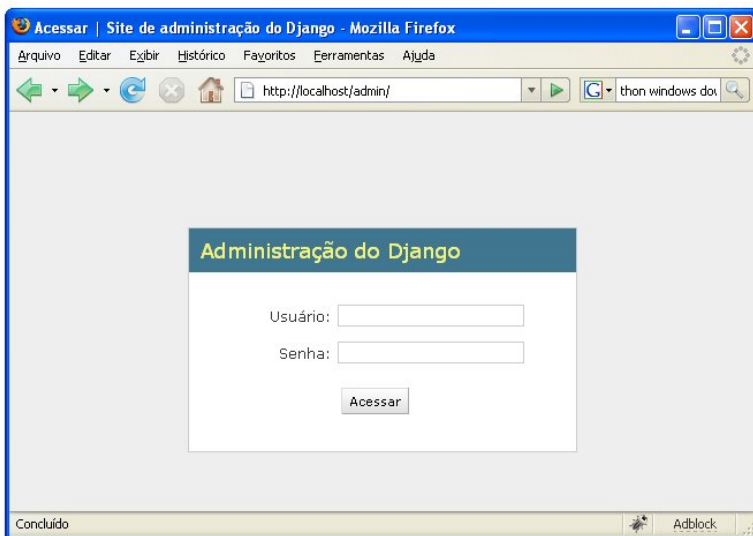 Acessar | Site de administração do Django - Mozilla Firefox
Arquivo Editar Exibir Histórico Favoritos Ferramentas Ajuda
http://localhost/admin/ G thon windows dov
Administração do Django
Usuário:
Senha:
Acessar
Concluído Adblock